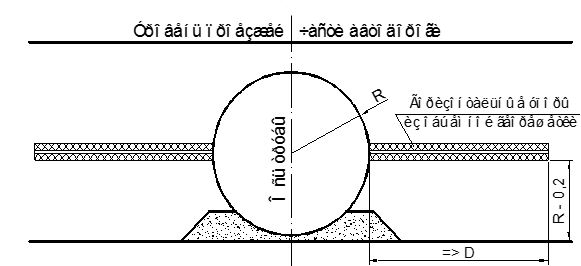 Óðîâåíü ïðîåçæåé ÷àñòè àâòîäîðîãè
R
Ãîðèçîíòàëüíûå óïîðû
èç îáúåìíîé ãåîðåøåòêè
Îñü òðóáû
R - 0,2
=> D